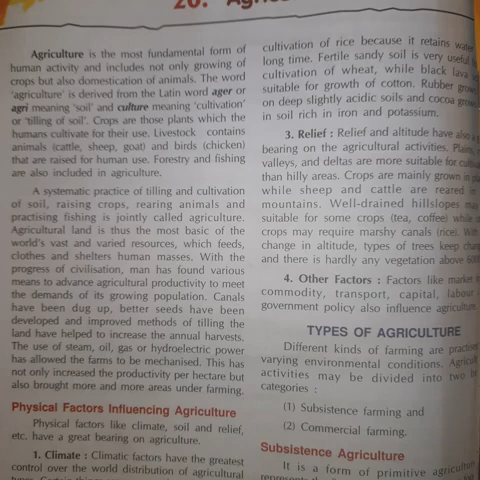 20.
Agriculture is the most fundamental form of
human activity and includes not only growing of
crops but also domestication of animals. The word
'agriculture' is derived from the Latin word ager or
agri meaning 'soil' and culture meaning 'cultivation'
or 'tilling of soil'. Crops are those plants which the
humans cultivate for their use. Livestock contains
animals (cattle, sheep, goat) and birds (chicken)
that are raised for human use. Forestry and fishing
are also included in agriculture.
A systematic practice of tilling and cultivation
of soil, raising crops, rearing animals and
practising fishing is jointly called agriculture.
Agricultural land is thus the most basic of the
world's vast and varied resources, which feeds,
clothes and shelters human masses. With the
progress of civilisation, man has found various
means to advance agricultural productivity to meet
the demands of its growing population. Canals
have been dug up, better seeds have been
developed and improved methods of tilling the
land have helped to increase the annual harvests.
The use of steam, oil, gas or hydroelectric power
has allowed the farms to be mechanised. This has
not only increased the productivity per hectare but
also brought more and more areas under farming.
Physical Factors Influencing Agriculture
Physical factors like climate, soil and relief,
etc. have a great bearing on agriculture.
1. Climate : Climatic factors have the greatest
control over the world distribution of agricultural
cultivation of rice because it retains water
long time. Fertile sandy soil is very useful
cultivation of wheat, while black lava
suitable for growth of cotton. Rubber
on deep slightly acidic soils and cocoa
in soil rich in iron and potassium.
3. Relief : Relief and altitude have also
bearing on the agricultural activities.
valleys, and deltas are more suitable for
than hilly areas. Crops are mainly grown in
while sheep and cattle are reared in
mountains. Well-drained hillslopes
suitable for some crops (tea, coffee) while
crops may require marshy canals (rice). With
change in altitude, types of trees keep
and there is hardly any vegetation above
4. Other Factors : Factors like market
commodity, transport, capital, labour
government policy also influence agriculture.
TYPES OF AGRICULTURE
Different kinds of farming are
varying environmental conditions.
activities may be divided into two
categories :
(1) Subsistence farming and
(2) Commercial farming.
Subsistence Agriculture
It is a form of primitive